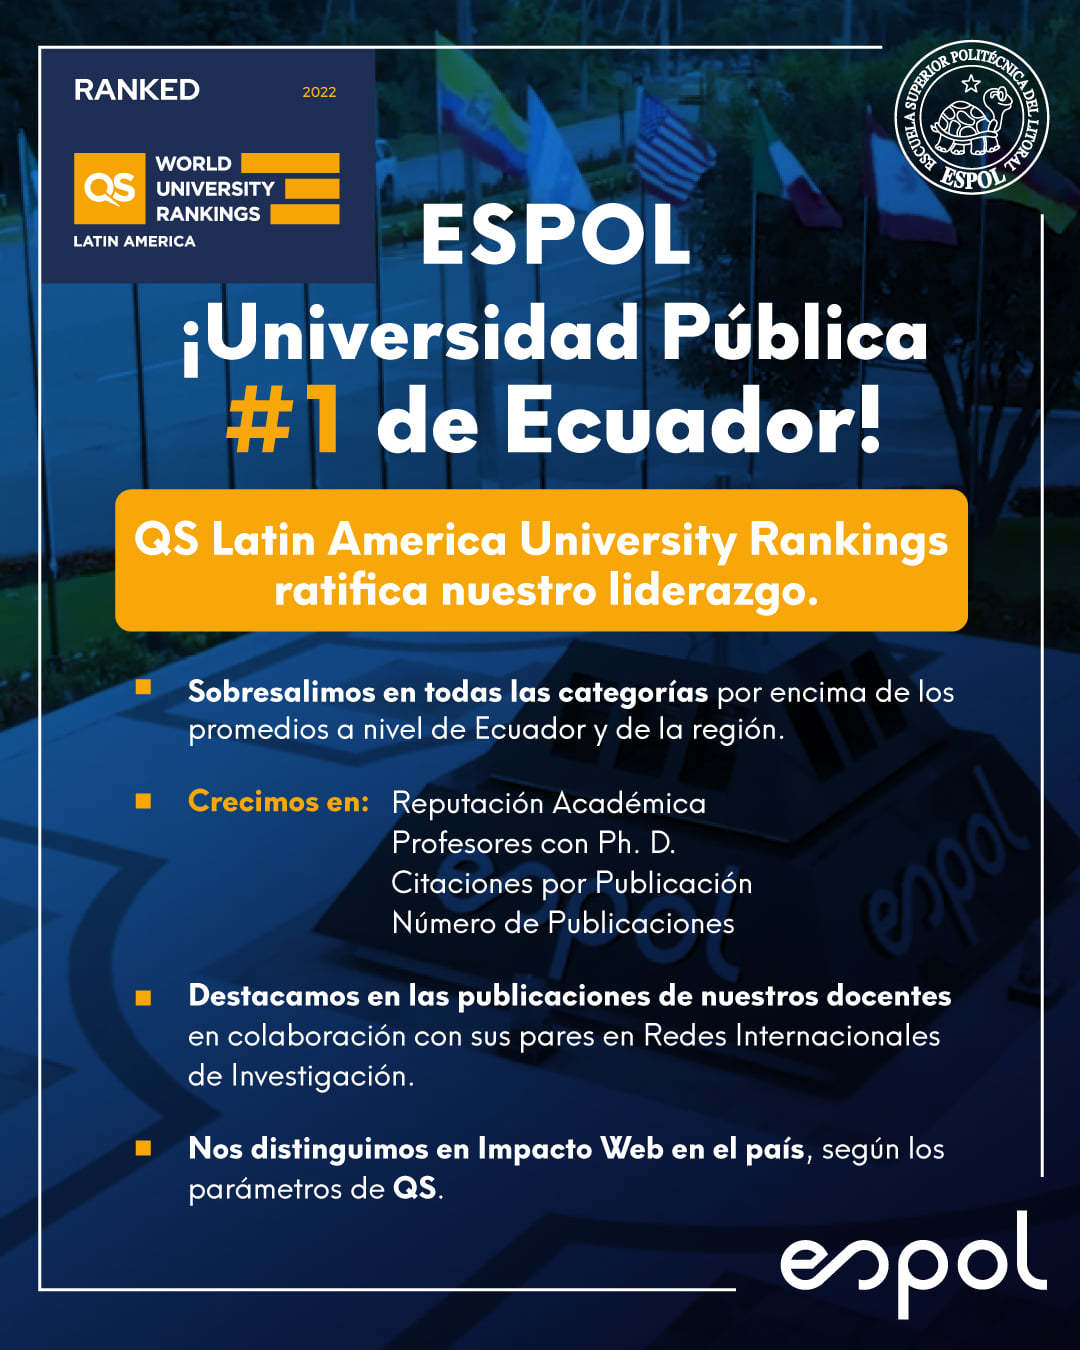 RANKED 2022
QS WORLD
UNIVERSITY
RANKINGS
LATIN AMERICA
ESCUELA SUPERIOR POLITÉCNICA DEL LITORAL
ESPOL
ESPOL
¡Universidad Pública
#1 de Ecuador!
QS Latin America University Rankings
ratifica nuestro liderazgo.
Sobresalimos en todas las categorías por encima de los
promedios a nivel de Ecuador y de la región.
Crecimos en: Reputación Académica
Profesores con Ph. D.
Citaciones por Publicación
Número de Publicaciones
espol
espol
Destacamos en las publicaciones de nuestros docentes
en colaboración con sus pares en Redes Internacionales
de Investigación.
Nos distinguimos en Impacto Web en el país, según los
parámetros de QS.
espol